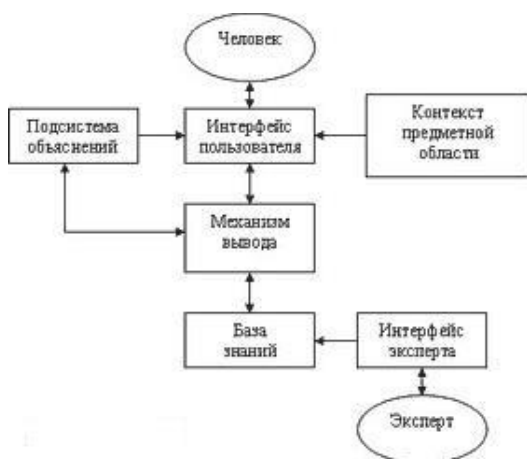 Человек
Подсистема
объяснений
Интерфейс
пользователя
Контекст
предметной
области
Механизм
вывода
База
знаний
Интерфейс
эксперта
Эксперт